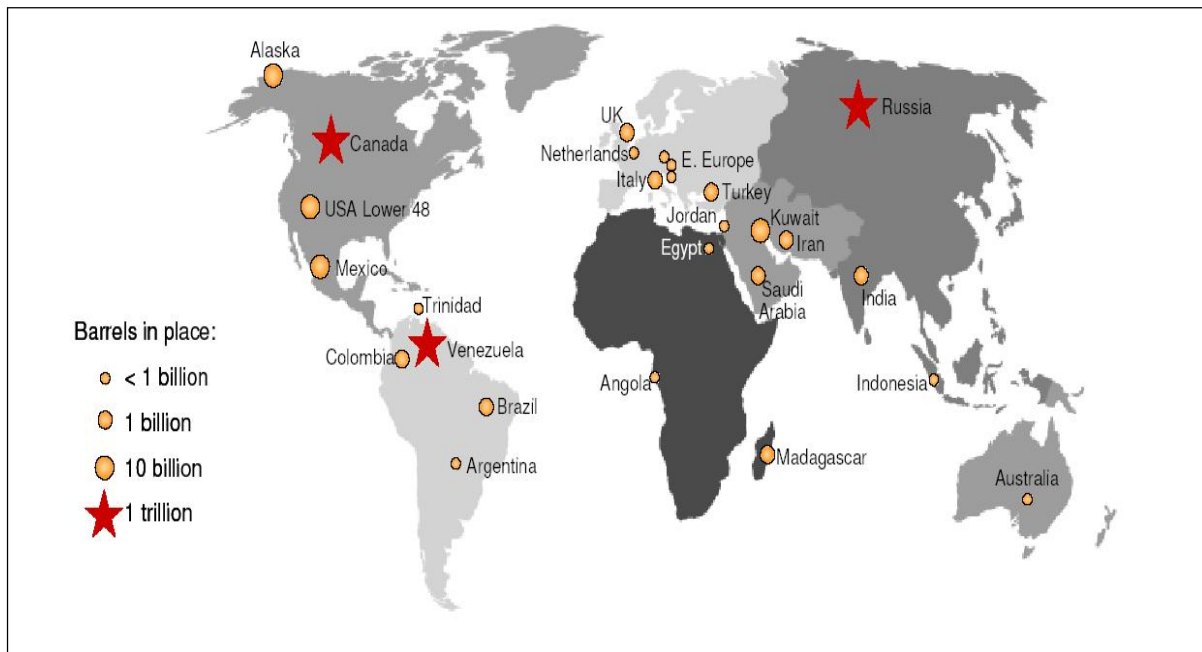 Alaska
Canada
USA Lower 48
Mexico
Trinidad
Colombia
Venezuela
Brazil
Argentina
UK
Netherlands
E. Europe
Italy
Turkey
Jordan
Kuwait
Egypt
Iran
Saudi
Arabia
Russia
India
Angola
Indonesia
Madagascar
Australia
Barrels in place:
< 1 billion
1 billion
10 billion
1 trillion